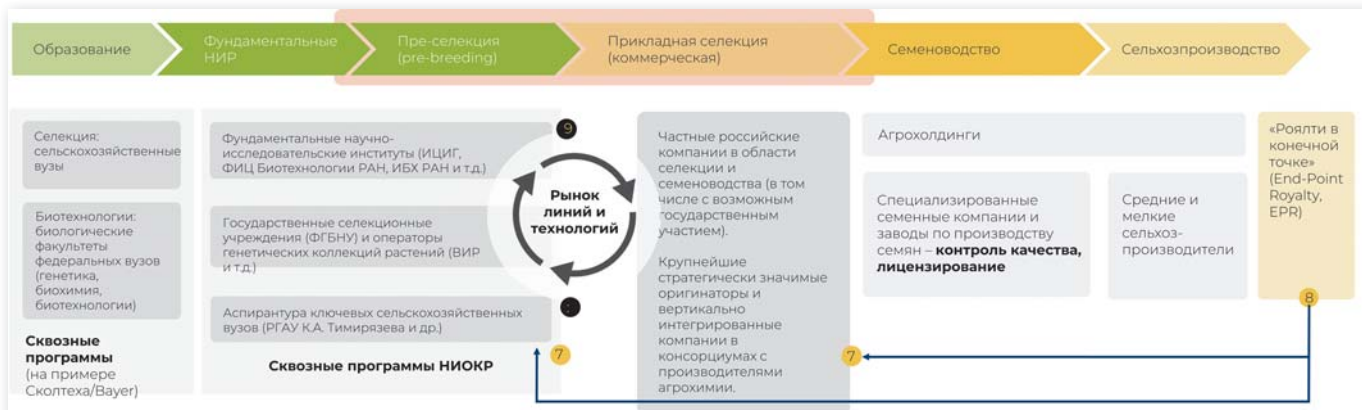 Образование
Фундаментальные
НИР
Пре-селекция
(pre-breeding)
Прикладная селекция
(коммерческая)
Семеноводство
Сельхозпроизводство
Селекция:
сельскохозяйственные
вузы
Биотехнологии:
биологические
факультеты
федеральных вузов
(генетика,
биохимия,
биотехнологии)
Сквозные
программы
(на примере
Сколтеха/Bayer)
Фундаментальные научно-
исследовательские институты (ИЦИГ,
ФИЦ Биотехнологии РАН, ИБХ РАН и т.д.)
Государственные селекционные
учреждения (ФГБНУ) и операторы
генетических коллекций растений (ВИР
и т.д.)
Аспирантура ключевых сельскохозяйственных
вузов (РГАУ К.А. Тимирязева и др.)
Сквозные программы НИОКР
7
9
Рынок
линий и
технологий
Частные российские
компании в области
селекции и
семеноводства (в том
числе с возможным
государственным
участием).
Крупнейшие
стратегически значимые
оригинаторы и
вертикально
интегрированные
компании в
консорциумах с
производителями
агрохимии.
7
Агрохолдинги
Специализированные
семенные компании и
заводы по производству
семян – контроль качества,
лицензирование
Средние и
мелкие
сельхоз-
производители
«Роялти в
конечной
точке»
(End-Point
Royalty,
EPR)
8